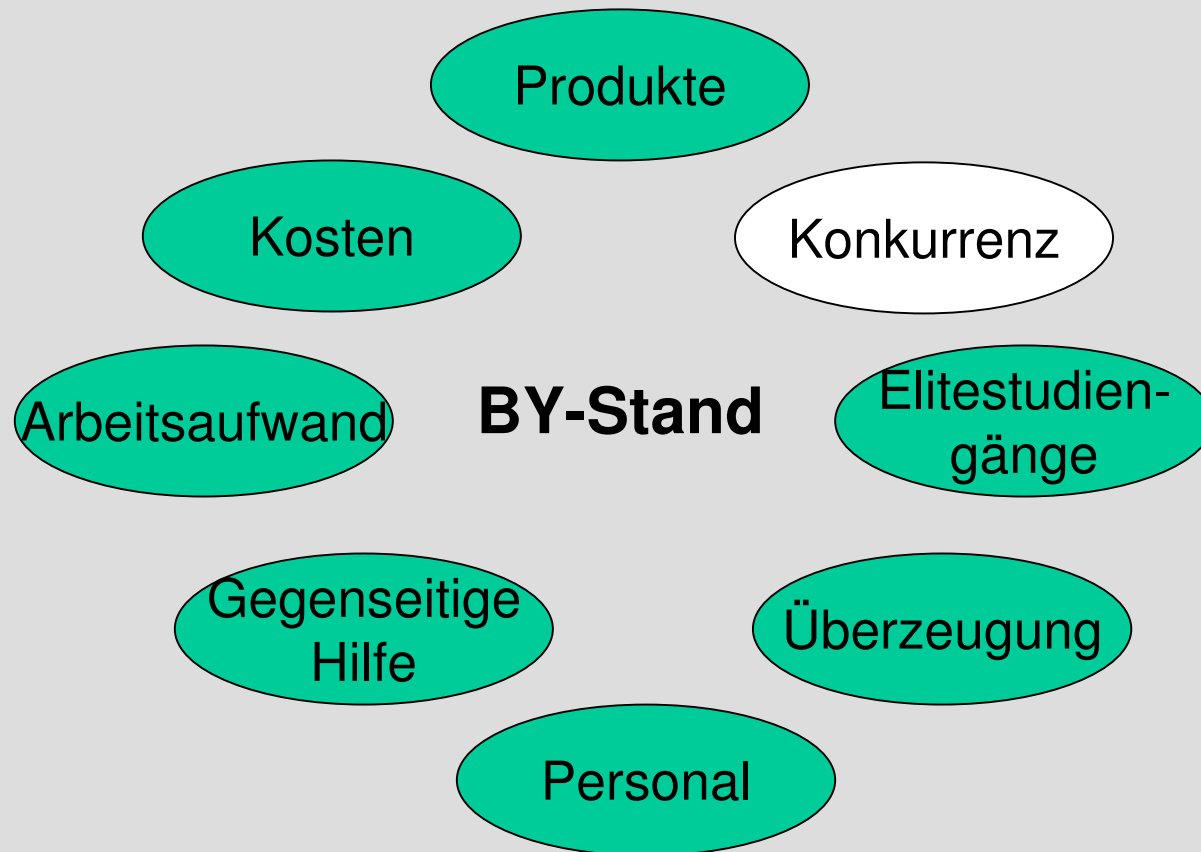 Produkte
Kosten
Konkurrenz
Arbeitsaufwand
BY-Stand
Elitestudien-
gänge
Gegenseitige
Hilfe
Überzeugung
Personal